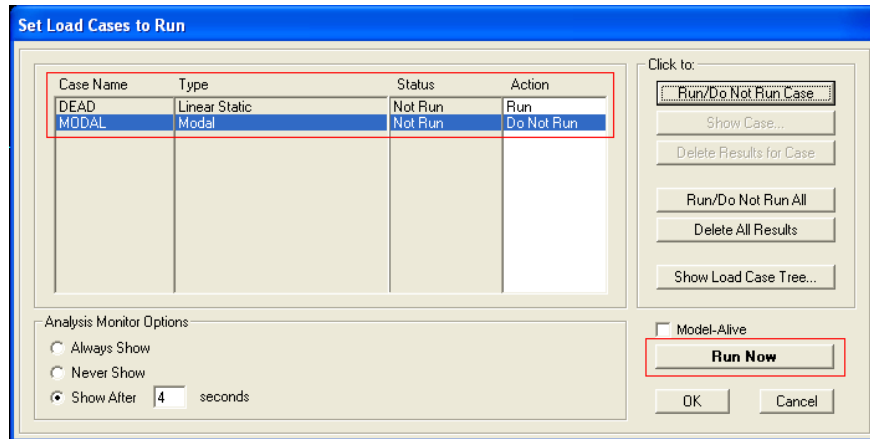 Set Load Cases to Run
Click to:
Case Name Type Status Action
DEAD Linear Static Not Run Run
MODAL Modal Not Run Do Not Run
Run/Do Not Run Case
Show Case...
Delete Results for Case
Run/Do Not Run All
Delete All Results
Show Load Case Tree...
Analysis Monitor Options
Always Show
Never Show
Show After 4 seconds
Model-Alive
Run Now
OK Cancel